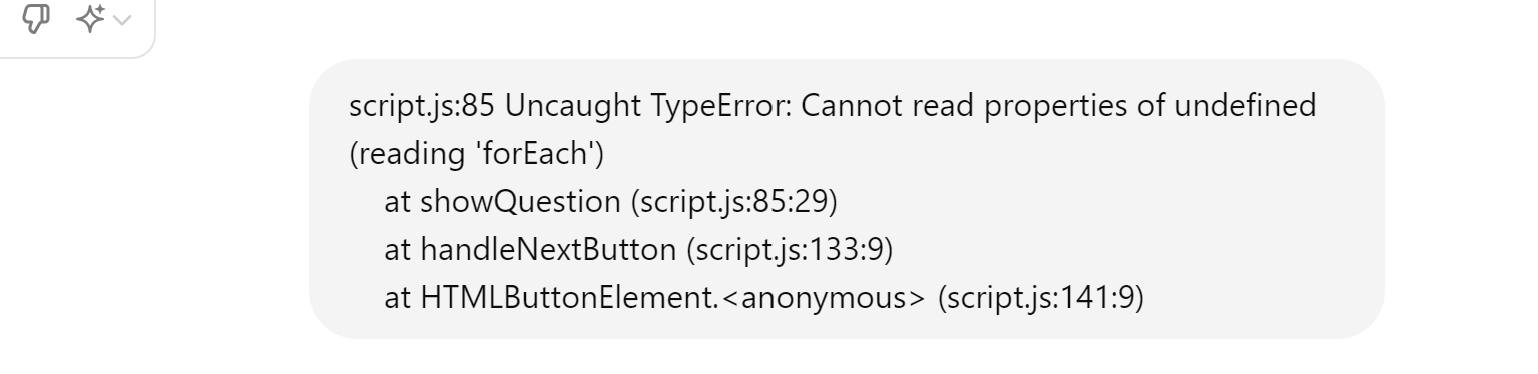 script.js:85 Uncaught TypeError: Cannot read properties of undefined
(reading 'forEach')
at showQuestion (script.js:85:29)
at handleNextButton (script.js:133:9)
at HTMLButtonElement.<anonymous> (script.js:141:9)